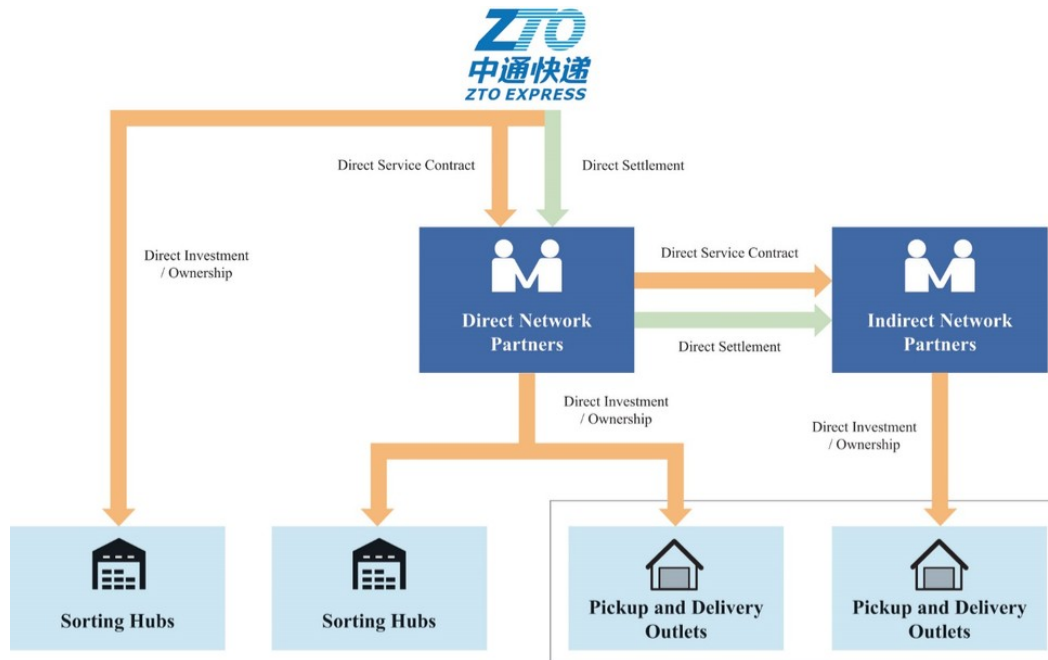 ZTO
中通快递
ZTO EXPRESS
Direct Service Contract
Direct Settlement
Direct Investment
/ Ownership
Direct Service Contract
Direct Network
Partners
Indirect Network
Partners
Direct Settlement
Direct Investment
/ Ownership
Direct Investment
/ Ownership
Sorting Hubs
Sorting Hubs
Pickup and Delivery
Outlets
Pickup and Delivery
Outlets